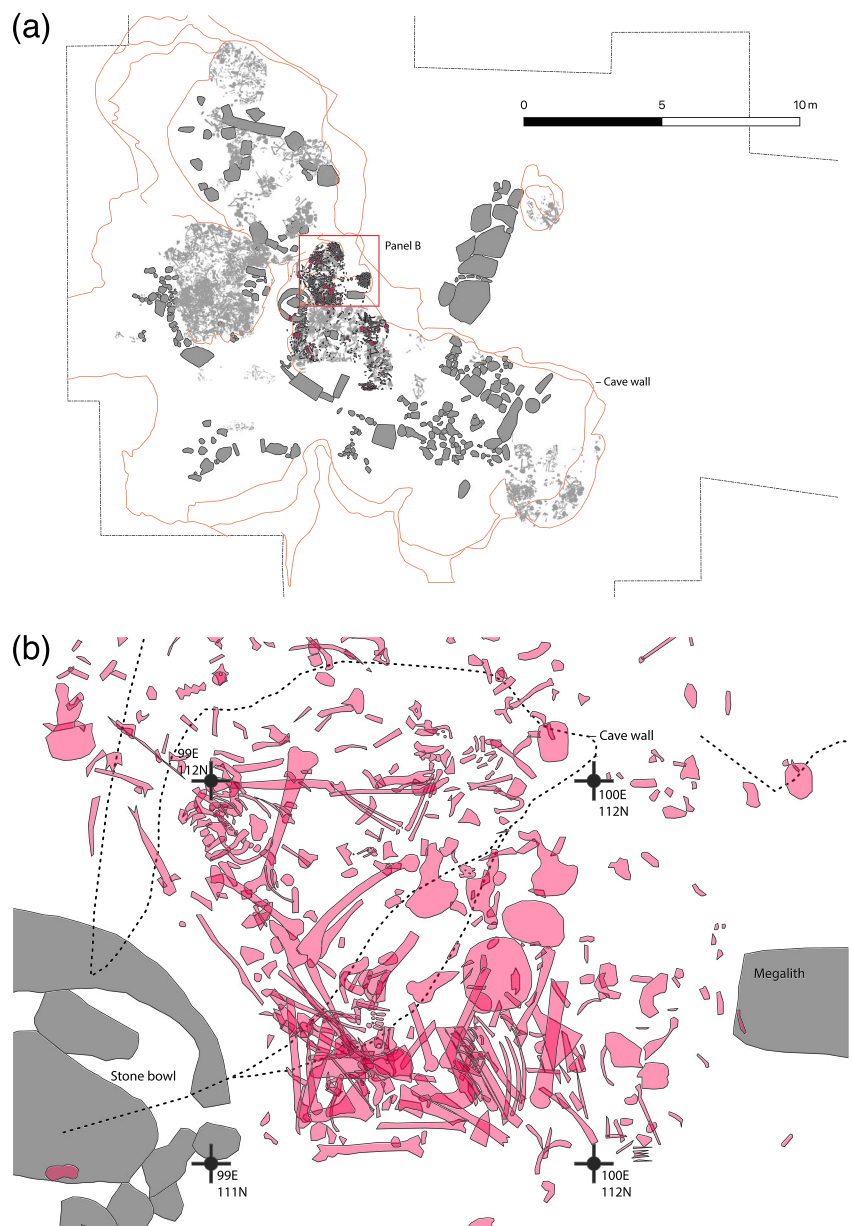 (a)
0 5 10 m
Panel B
Cave wall
(b)
Cave wall
99E
112N
100E
112N
Megalith
Stone bowl
99E
111N
100E
112N